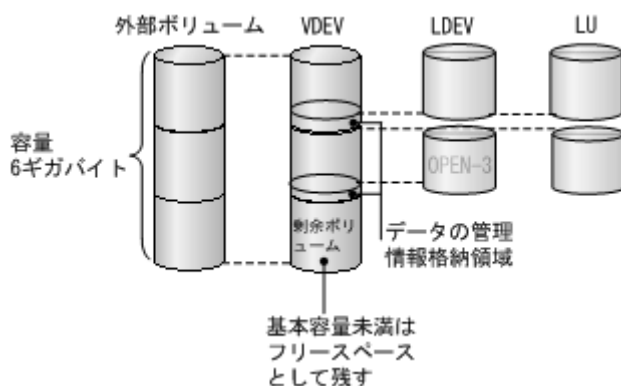 外部ボリューム
VDEV
LDEV
LU
容量
6ギガバイト
OPEN-3
剰余ボリ
ューム
データの管理
情報格納領域
基本容量未満は
フリースペース
として残す